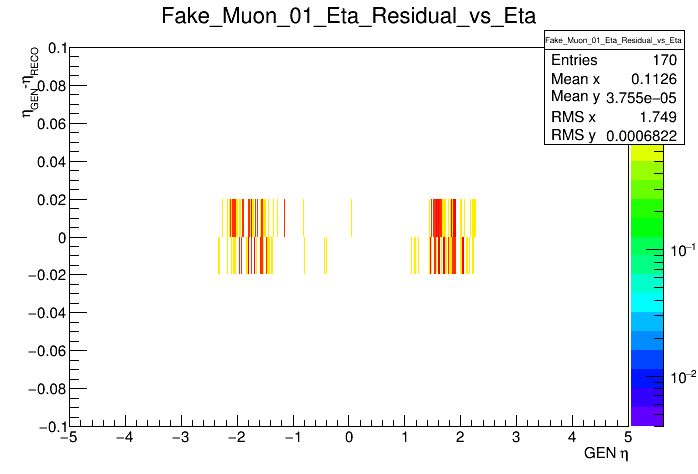 Fake_Muon_01_Eta_Residual_vs_Eta
Fake_Muon_01_Eta_Residual_vs_Eta
Entries 170
Mean x 0.1126
Mean y 3.755e−05
RMS x 1.749
RMS y 0.0006822
ηGEN-ηRECO
0.1
0.08
0.06
0.04
0.02
0
−0.02
−0.04
−0.06
−0.08
−0.1
−5 −4 −3 −2 −1 0 1 2 3 4 5
GEN η
10−1
10−2